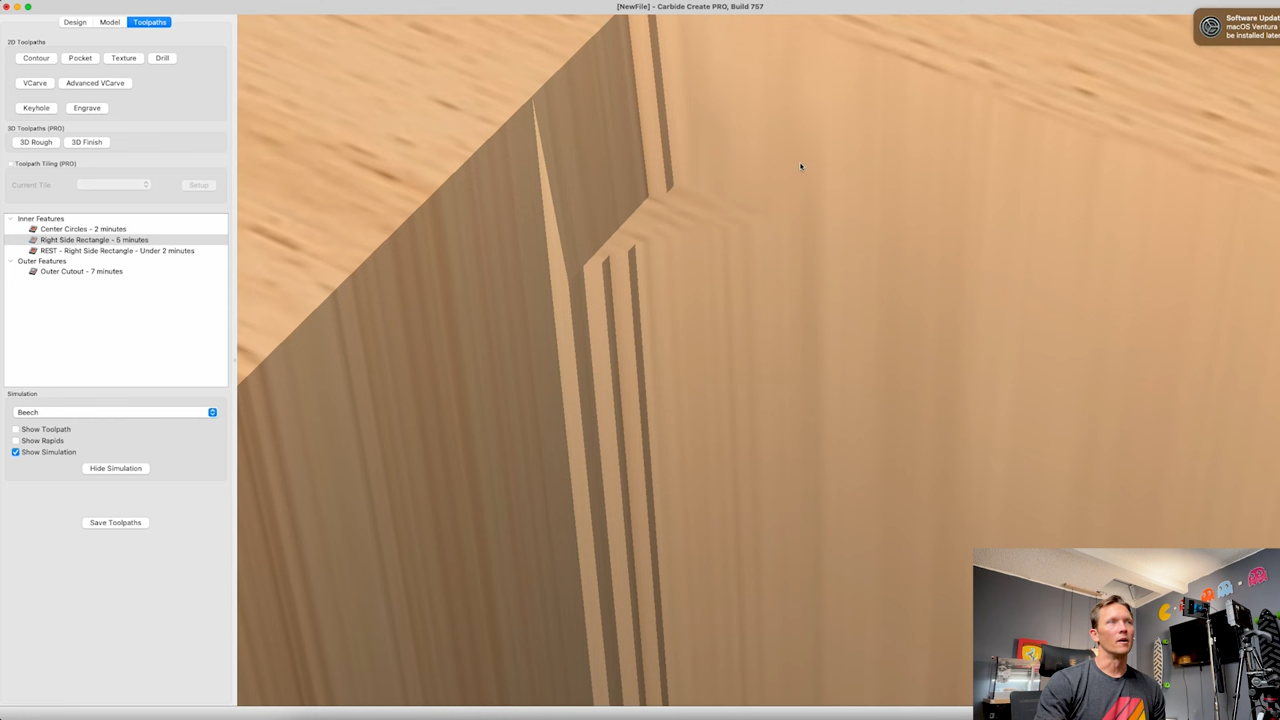 [NewFile] - Carbide Create PRO, Build 757
Design
Model
Toolpaths
2D Toolpaths
Contour
Pocket
Texture
Drill
VCarve
Advanced VCarve
Keyhole
Engrave
3D Toolpaths (PRO)
3D Rough
3D Finish
Toolpath Tiling (PRO)
Current Tile
Setup
Inner Features
Center Circles - 2 minutes
Right Side Rectangle - 5 minutes
REST - Right Side Rectangle - Under 2 minutes
Outer Features
Outer Cutout - 7 minutes
Simulation
Beech
Show Toolpath
Show Rapids
Show Simulation
Hide Simulation
Save Toolpaths
Software Updat
macOS Ventura
be installed later